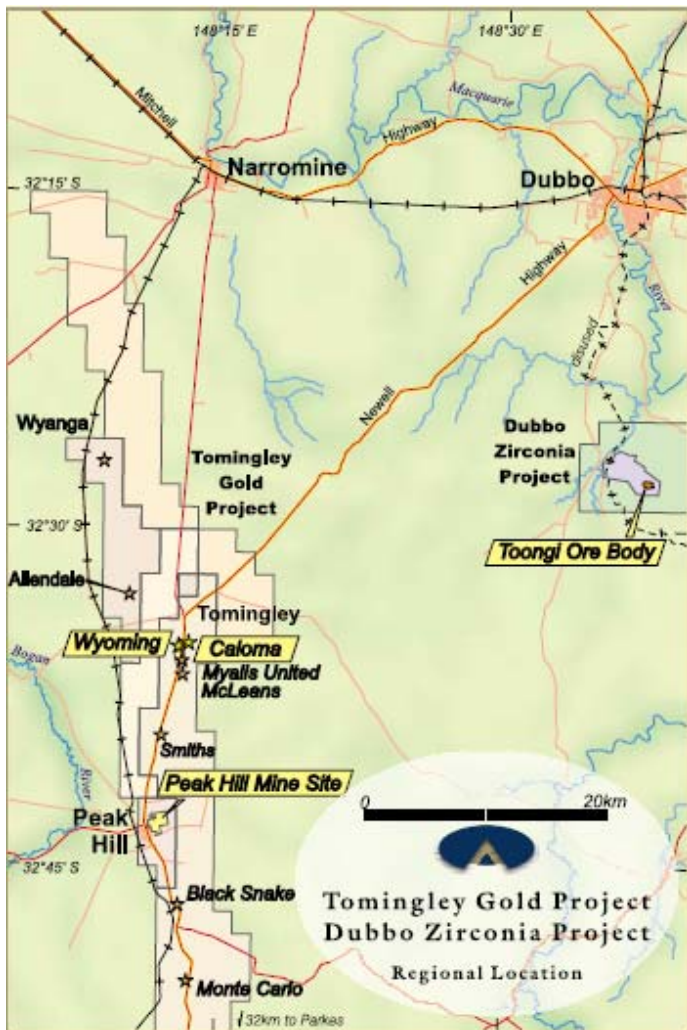 148°15' E
148°30' E
Mitchell
Macquarie
Highway
Narromine
Dubbo
32°15' S
Highway
River
disused
Newell
Wyanga
Dubbo
Zirconia
Project
Tomingley
Gold
Project
32°30' S
Toongi Ore Body
Allendale
Tomingley
Wyoming
Caloma
Bogan
Myalls United
McLeans
Smiths
River
Peak Hill Mine Site
0
20km
Peak
Hill
32°45' S
Black Snake
Tomingley Gold Project
Dubbo Zirconia Project
Regional Location
Monte Carlo
32km to Parkes